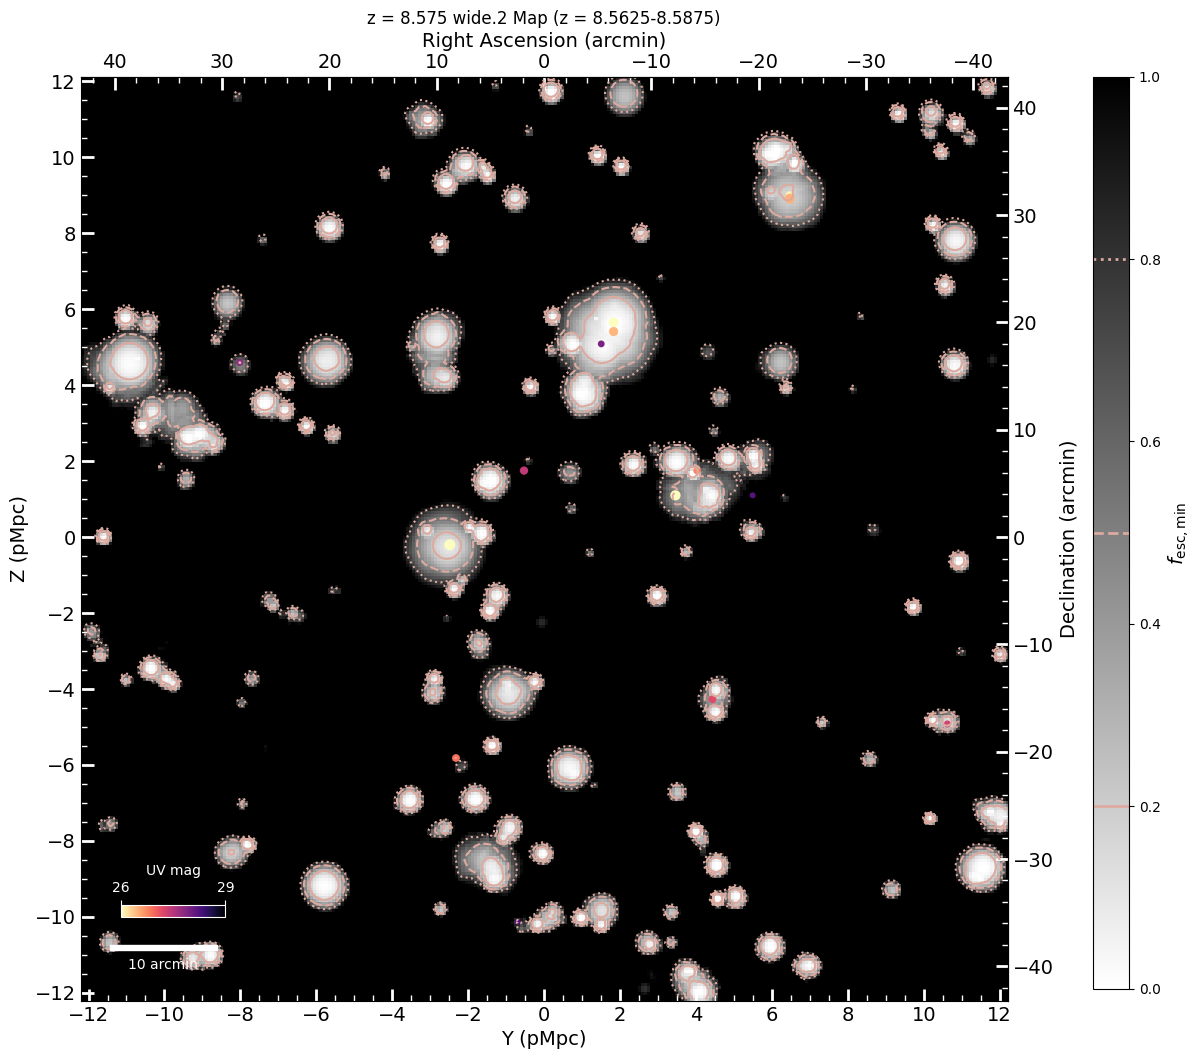 z = 8.575 wide.2 Map (z = 8.5625-8.5875)
Right Ascension (arcmin)
40 30 20 10 0 −10 −20 −30 −40
12
10
8
6
4
2
0
−2
−4
−6
−8
−10
−12
Z (pMpc)
UV mag
26 29
10 arcmin
−12 −10 −8 −6 −4 −2 0 2 4 6 8 10 12
Y (pMpc)
40
30
20
10
0
−10
−20
−30
−40
Declination (arcmin)
1.0
0.8
0.6
0.4
0.2
0.0
fesc, min